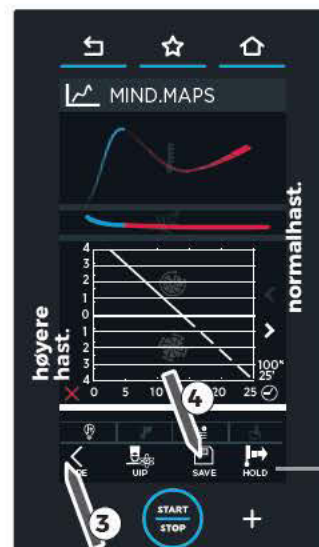 MIND.MAPS
høyere
hast.
normalhast.
4
3
2
1
0
1
2
3
4
0 5 10 15 20 25
100%
25'
4
UIP
SAVE
HOLD
3
START
STOP
+